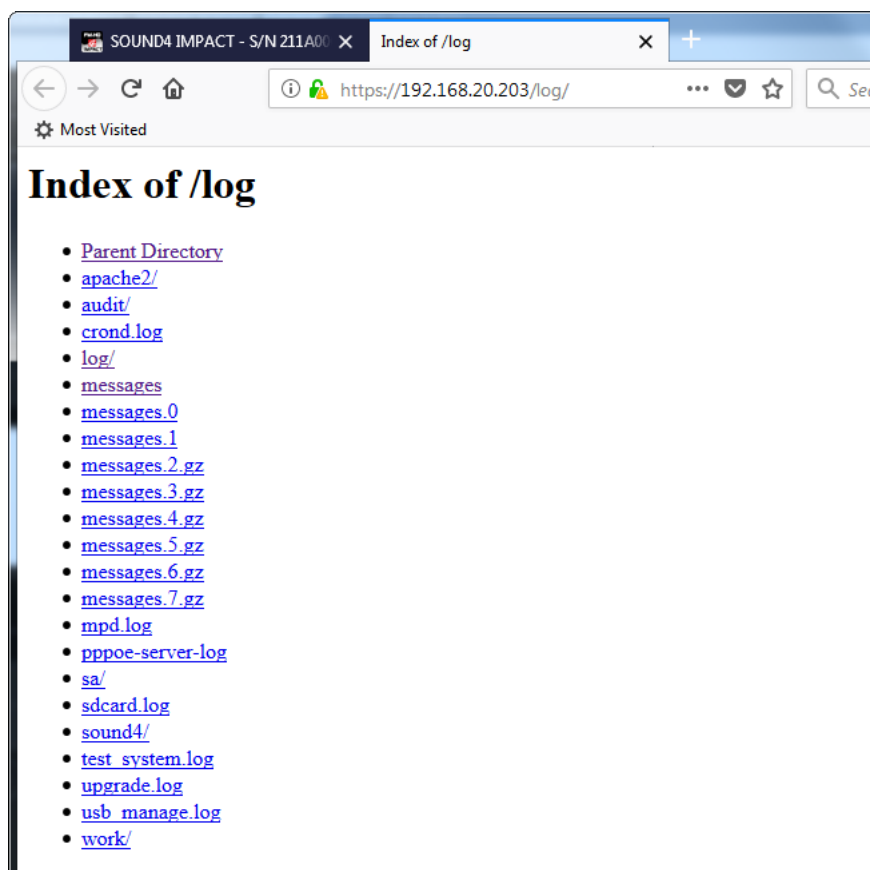 SOUND4 IMPACT - S/N 211A00
Index of /log
https://192.168.20.203/log/
Sea
Most Visited
Index of /log
Parent Directory
apache2/
audit/
crond.log
log/
messages
messages.0
messages.1
messages.2.gz
messages.3.gz
messages.4.gz
messages.5.gz
messages.6.gz
messages.7.gz
mpd.log
pppoe-server-log
sa/
sdcard.log
sound4/
test_system.log
upgrade.log
usb_manage.log
work/